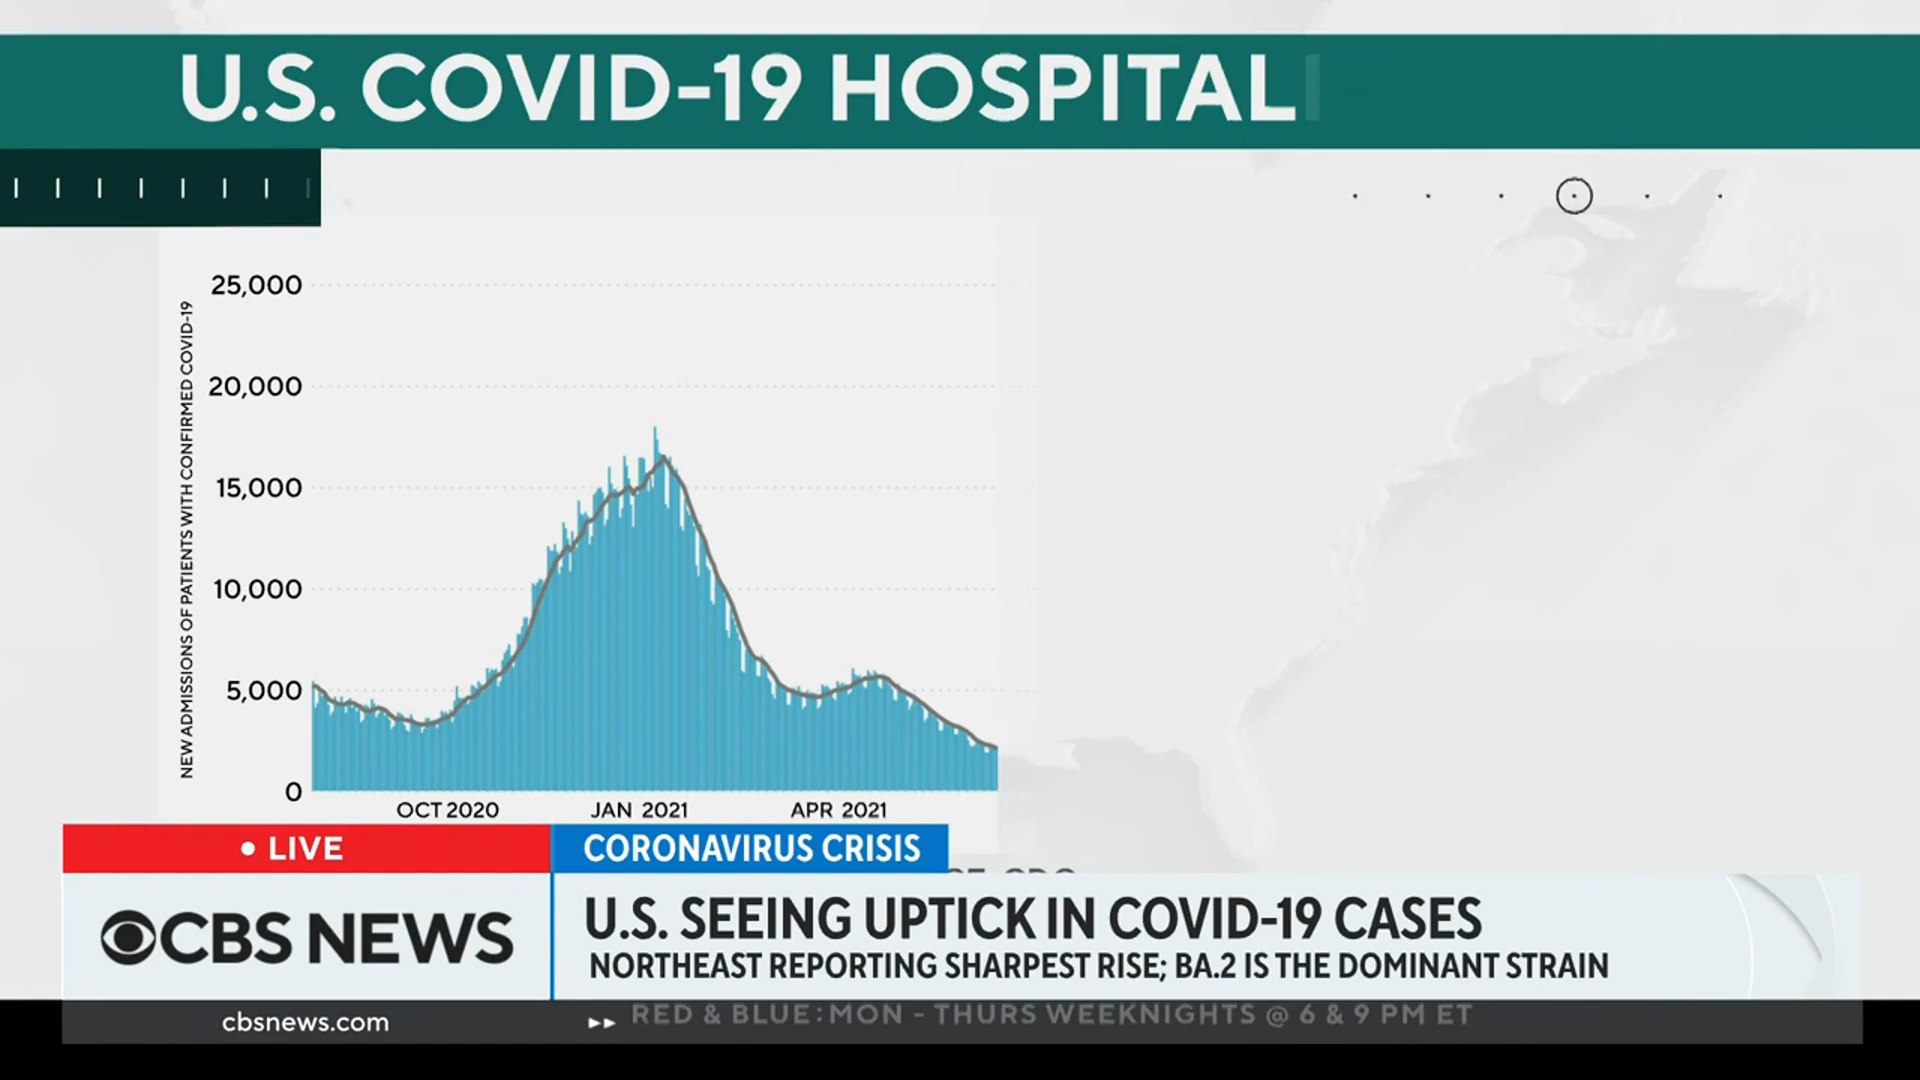 U.S. COVID-19 HOSPITAL
NEW ADMISSIONS OF PATIENTS WITH CONFIRMED COVID-19
25,000
20,000
15,000
10,000
5,000
0
OCT 2020
JAN 2021
APR 2021
• LIVE
CORONAVIRUS CRISIS
CBS NEWS
U.S. SEEING UPTICK IN COVID-19 CASES
NORTHEAST REPORTING SHARPEST RISE; BA.2 IS THE DOMINANT STRAIN
cbsnews.com
RED & BLUE: MON - THURS WEEKNIGHTS @ 6 & 9 PM ET